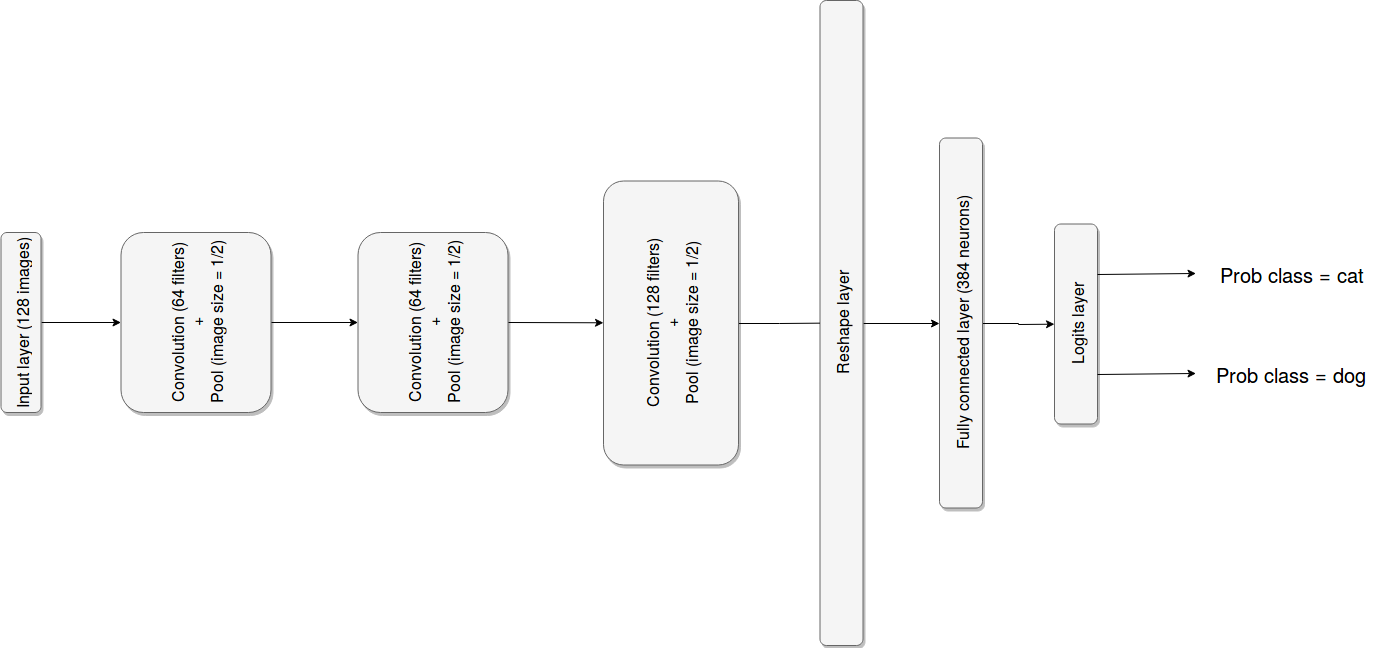 Input layer (128 images)
Convolution (64 filters)
+
Pool (image size = 1/2)
Convolution (64 filters)
+
Pool (image size = 1/2)
Convolution (128 filters)
+
Pool (image size = 1/2)
Reshape layer
Fully connected layer (384 neurons)
Logits layer
Prob class = cat
Prob class = dog